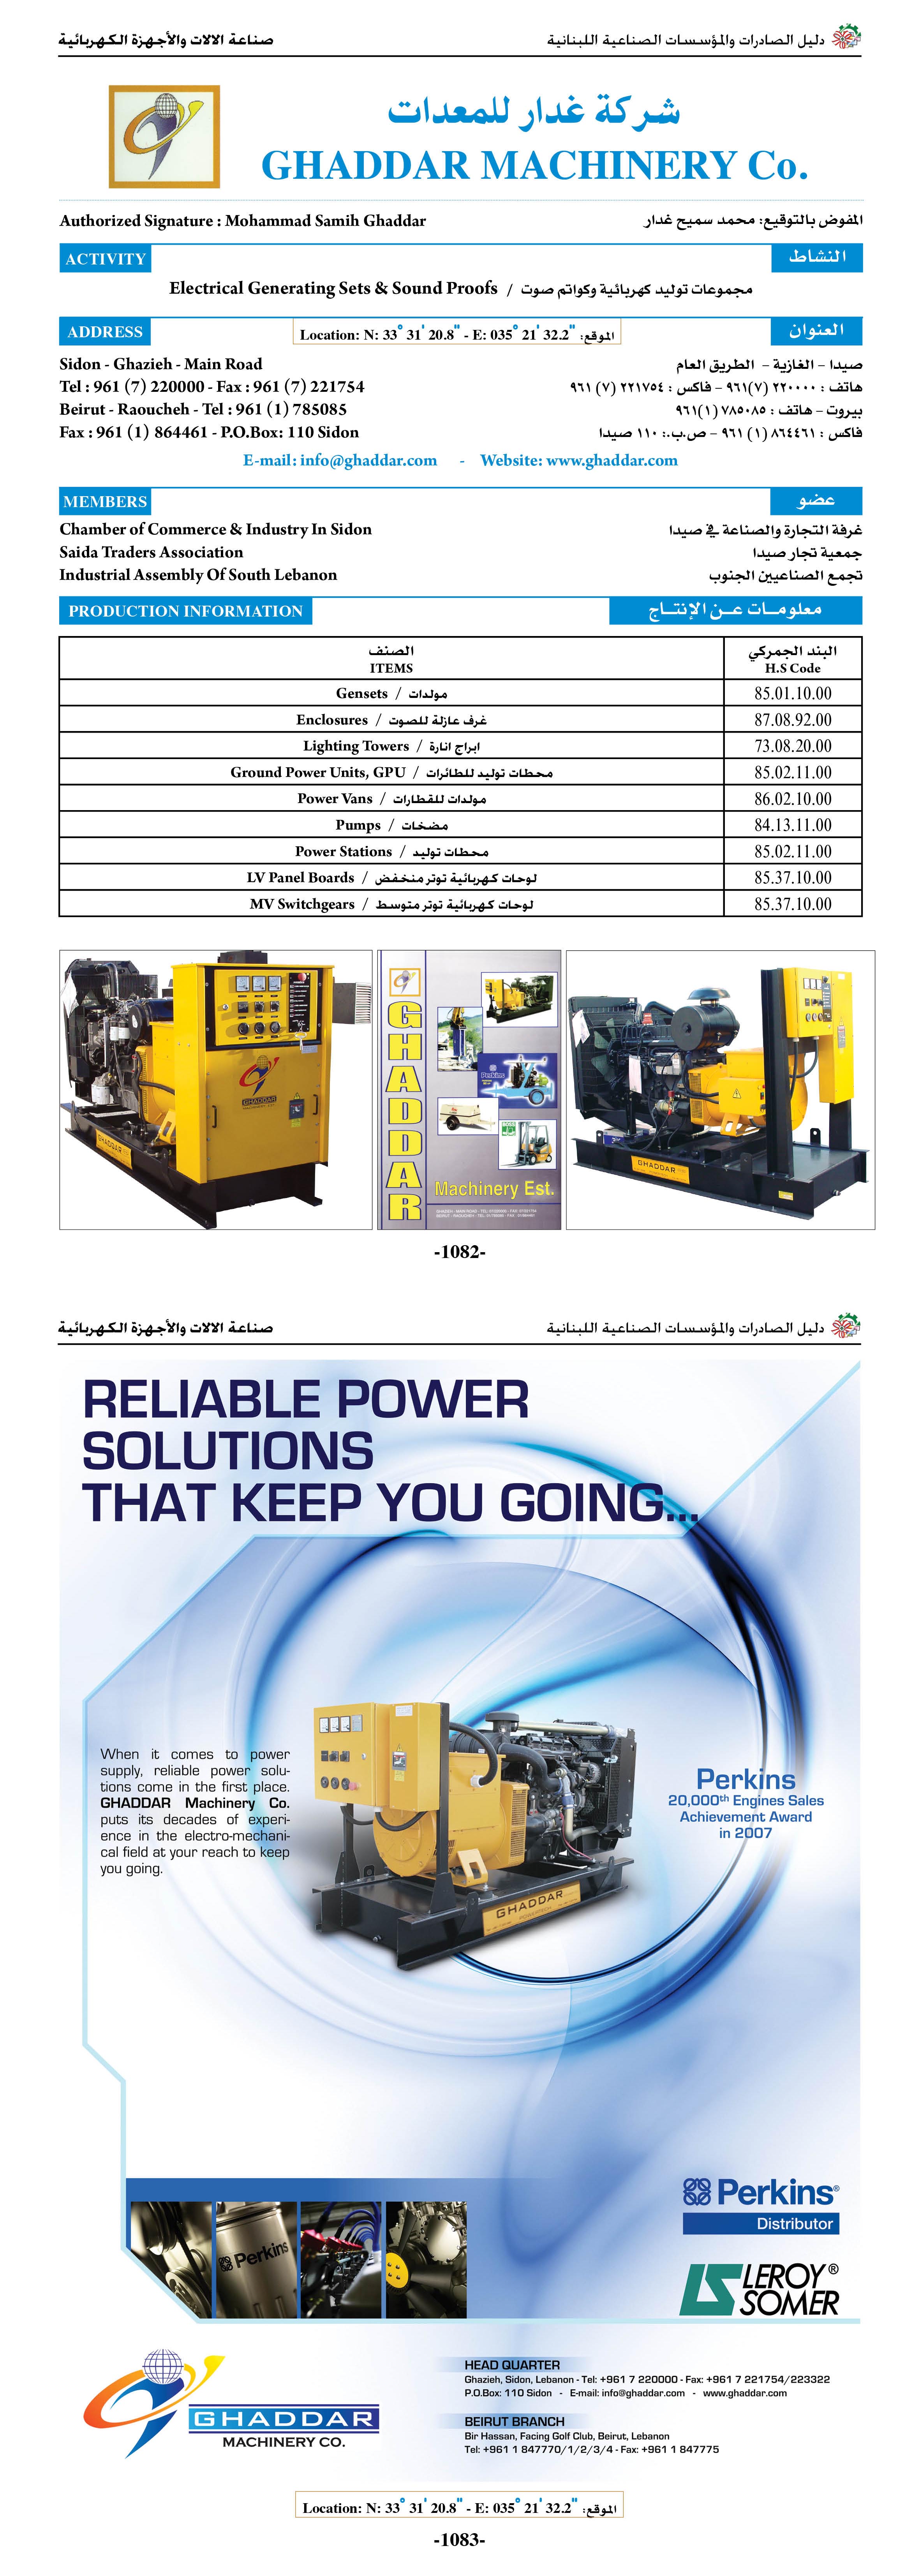 صناعة الالات والأجهزة الكهربائية
دليل الصادرات والمؤسسات الصناعية اللبنانية
شركة غدار للمعدات
GHADDAR MACHINERY Co.
Authorized Signature : Mohammad Samih Ghaddar
المفوض بالتوقيع: محمد سميح غدار
ACTIVITY
النشاط
Electrical Generating Sets & Sound Proofs / مجموعات توليد كهربائية وكواتم صوت
ADDRESS
Location: N: 33° 31' 20.8" - E: 035° 21' 32.2" :الموقع
العنوان
Sidon - Ghazieh - Main Road
صيدا - الغازية - الطريق العام
Tel : 961 (7) 220000 - Fax : 961 (7) 221754
هاتف : ٢٢٠٠٠٠ (٧)٩٦١ - فاكس : ٢٢١٧٥٤ (٧) ٩٦١
Beirut - Raoucheh - Tel : 961 (1) 785085
بيروت - هاتف : ٧٨٥٠٨٥ (١)٩٦١
Fax : 961 (1) 864461 - P.O.Box: 110 Sidon
فاكس : ٨٦٤٤٦١ (١) ٩٦١ - ص.ب.: ١١٠ صيدا
E-mail: info@ghaddar.com - Website: www.ghaddar.com
MEMBERS
عضو
Chamber of Commerce & Industry In Sidon
غرفة التجارة والصناعة في صيدا
Saida Traders Association
جمعية تجار صيدا
Industrial Assembly Of South Lebanon
تجمع الصناعيين الجنوب
PRODUCTION INFORMATION
معلومــات عــن الإنتــاج
الصنف
ITEMS
البند الجمركي
H.S Code
Gensets / مولدات
85.01.10.00
Enclosures / غرف عازلة للصوت
87.08.92.00
Lighting Towers / ابراج انارة
73.08.20.00
Ground Power Units, GPU / محطات توليد للطائرات
85.02.11.00
Power Vans / مولدات للقطارات
86.02.10.00
Pumps / مضخات
84.13.11.00
Power Stations / محطات توليد
85.02.11.00
LV Panel Boards / لوحات كهربائية توتر منخفض
85.37.10.00
MV Switchgears / لوحات كهربائية توتر متوسط
85.37.10.00
GHADDAR
GHADDAR
GHADDAR
Perkins
Machinery Est.
GHADDAR
-1082-
صناعة الالات والأجهزة الكهربائية
دليل الصادرات والمؤسسات الصناعية اللبنانية
RELIABLE POWER
SOLUTIONS
THAT KEEP YOU GOING...
When it comes to power
supply, reliable power solu-
tions come in the first place.
GHADDAR Machinery Co.
puts its decades of experi-
ence in the electro-mechani-
cal field at your reach to keep
you going.
GHADDAR
Perkins
20,000th Engines Sales
Achievement Award
in 2007
Perkins
Perkins®
Distributor
LS LEROY®
SOMER
GHADDAR
MACHINERY CO.
HEAD QUARTER
Ghazieh, Sidon, Lebanon - Tel: +961 7 220000 - Fax: +961 7 221754/223322
P.O.Box: 110 Sidon - E-mail: info@ghaddar.com - www.ghaddar.com
BEIRUT BRANCH
Bir Hassan, Facing Golf Club, Beirut, Lebanon
Tel: +961 1 847770/1/2/3/4 - Fax: +961 1 847775
Location: N: 33° 31' 20.8" - E: 035° 21' 32.2" :الموقع
-1083-